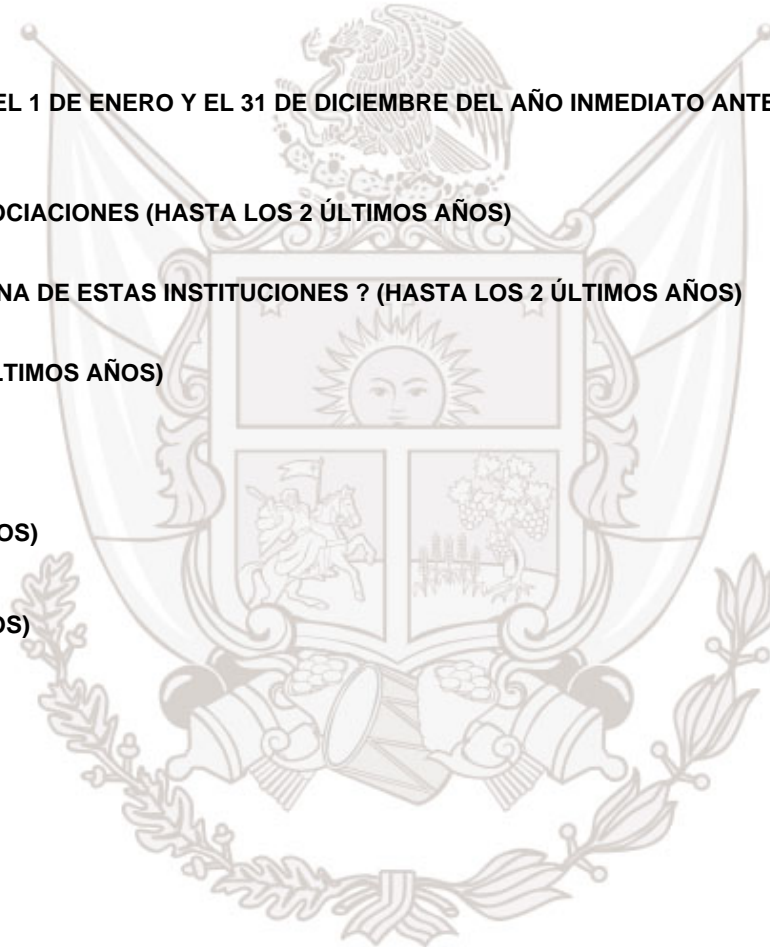 EL 1 DE ENERO Y EL 31 DE DICIEMBRE DEL AÑO INMEDIATO ANTE
OCIACIONES (HASTA LOS 2 ÚLTIMOS AÑOS)
NA DE ESTAS INSTITUCIONES ? (HASTA LOS 2 ÚLTIMOS AÑOS)
LTIMOS AÑOS)
OS)
OS)